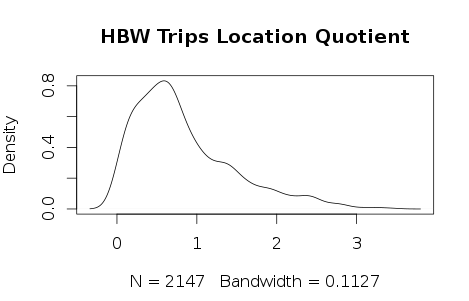 HBW Trips Location Quotient
Density
0.0 0.4 0.8
0 1 2 3
N = 2147 Bandwidth = 0.1127